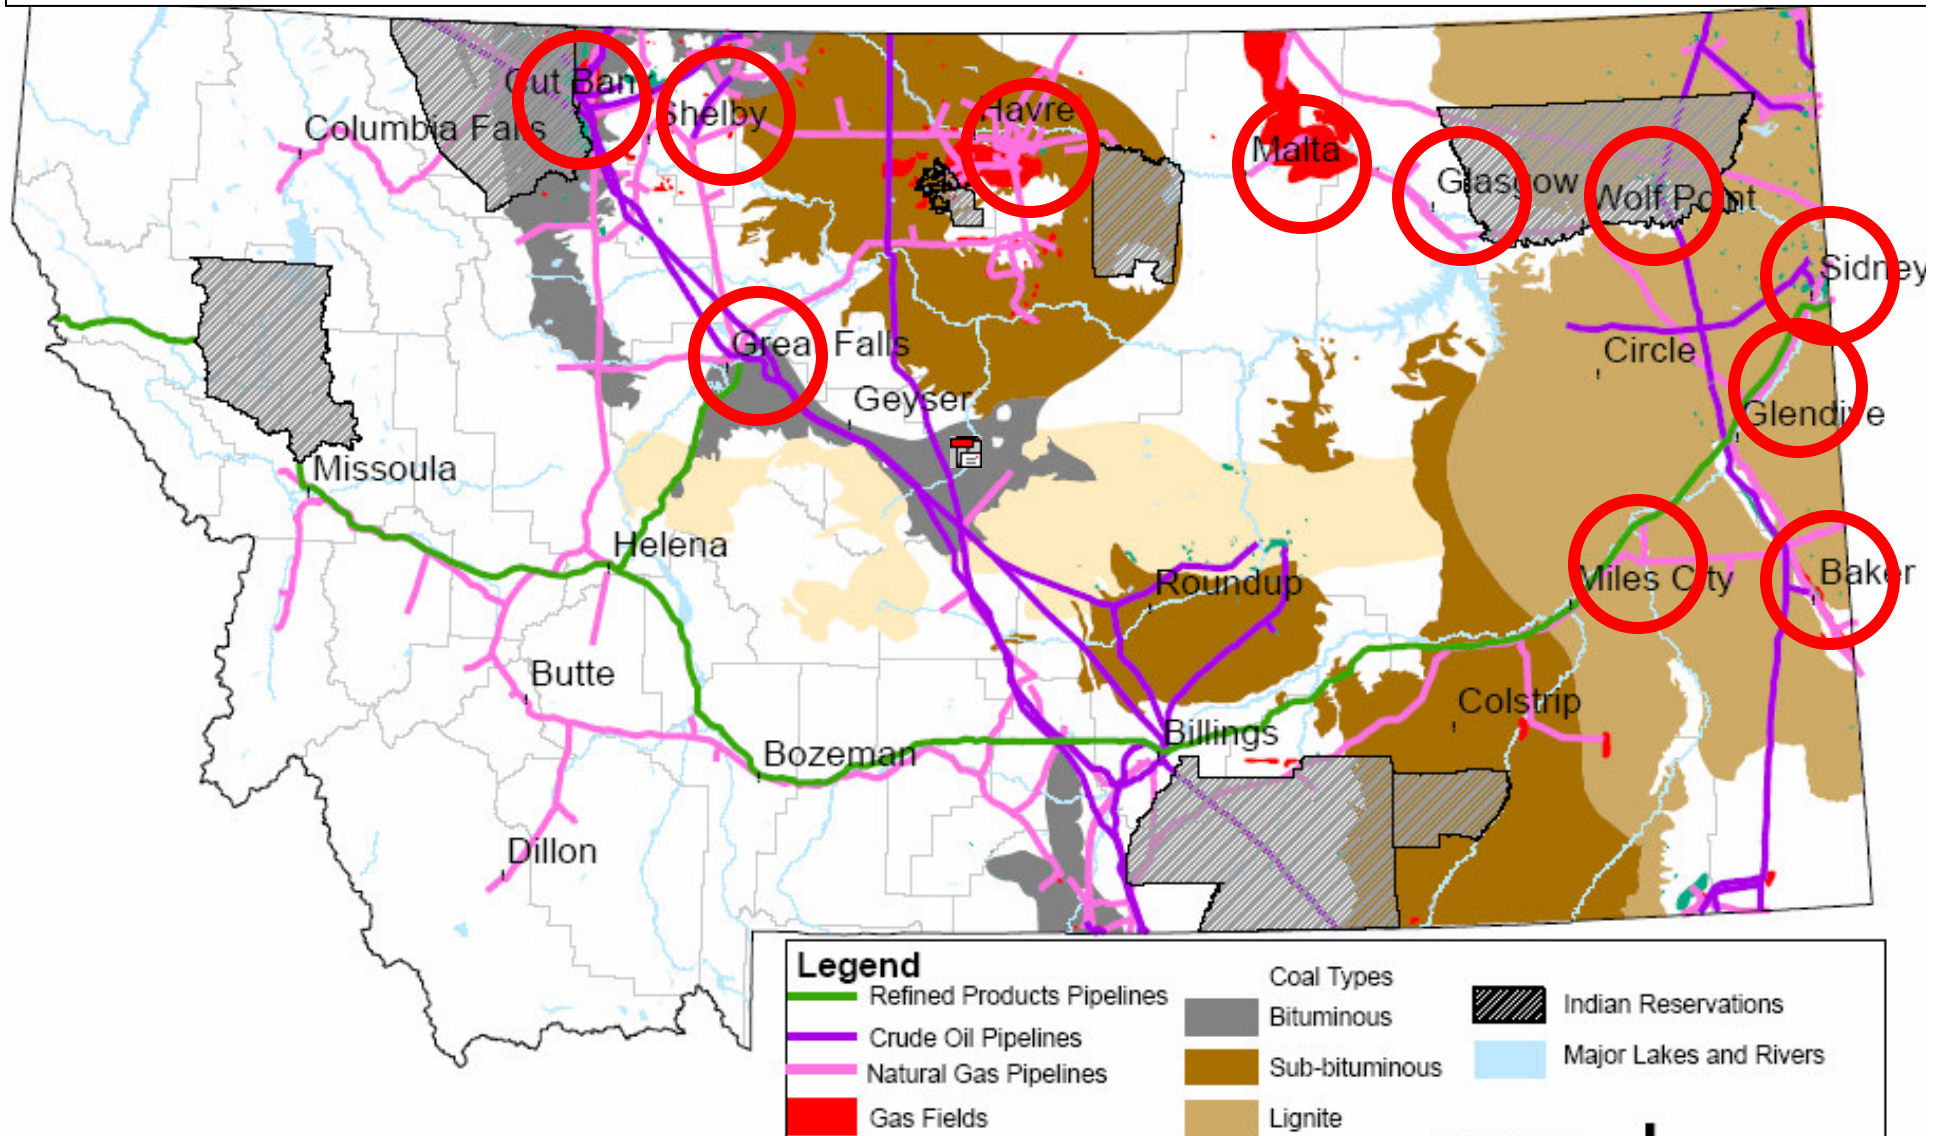 Cut Bank
Shelby
Havre
Columbia Falls
Malta
Glasgow
Wolf Point
Sidney
Great Falls
Circle
Geyser
Glendive
Missoula
Helena
Roundup
Miles City
Baker
Butte
Colstrip
Billings
Bozeman
Dillon
Legend
Refined Products Pipelines
Crude Oil Pipelines
Natural Gas Pipelines
Gas Fields
Coal Types
Bituminous
Sub-bituminous
Lignite
Indian Reservations
Major Lakes and Rivers